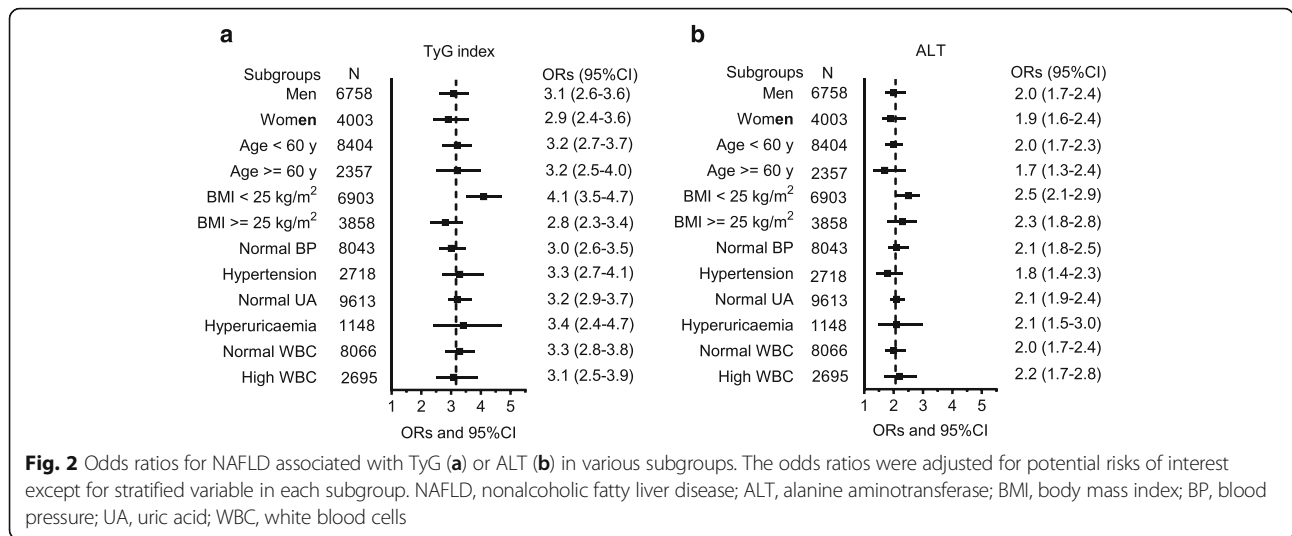 a
TyG index
Subgroups N ORs (95%CI)
Men 6758 3.1 (2.6-3.6)
Women 4003 2.9 (2.4-3.6)
Age < 60 y 8404 3.2 (2.7-3.7)
Age >= 60 y 2357 3.2 (2.5-4.0)
BMI < 25 kg/m² 6903 4.1 (3.5-4.7)
BMI >= 25 kg/m² 3858 2.8 (2.3-3.4)
Normal BP 8043 3.0 (2.6-3.5)
Hypertension 2718 3.3 (2.7-4.1)
Normal UA 9613 3.2 (2.9-3.7)
Hyperuricaemia 1148 3.4 (2.4-4.7)
Normal WBC 8066 3.3 (2.8-3.8)
High WBC 2695 3.1 (2.5-3.9)
1 2 3 4 5
ORs and 95%CI
b
ALT
Subgroups N ORs (95%CI)
Men 6758 2.0 (1.7-2.4)
Women 4003 1.9 (1.6-2.4)
Age < 60 y 8404 2.0 (1.7-2.3)
Age >= 60 y 2357 1.7 (1.3-2.4)
BMI < 25 kg/m² 6903 2.5 (2.1-2.9)
BMI >= 25 kg/m² 3858 2.3 (1.8-2.8)
Normal BP 8043 2.1 (1.8-2.5)
Hypertension 2718 1.8 (1.4-2.3)
Normal UA 9613 2.1 (1.9-2.4)
Hyperuricaemia 1148 2.1 (1.5-3.0)
Normal WBC 8066 2.0 (1.7-2.4)
High WBC 2695 2.2 (1.7-2.8)
1 2 3 4 5
ORs and 95%CI
Fig. 2 Odds ratios for NAFLD associated with TyG (a) or ALT (b) in various subgroups. The odds ratios were adjusted for potential risks of interest
except for stratified variable in each subgroup. NAFLD, nonalcoholic fatty liver disease; ALT, alanine aminotransferase; BMI, body mass index; BP, blood
pressure; UA, uric acid; WBC, white blood cells